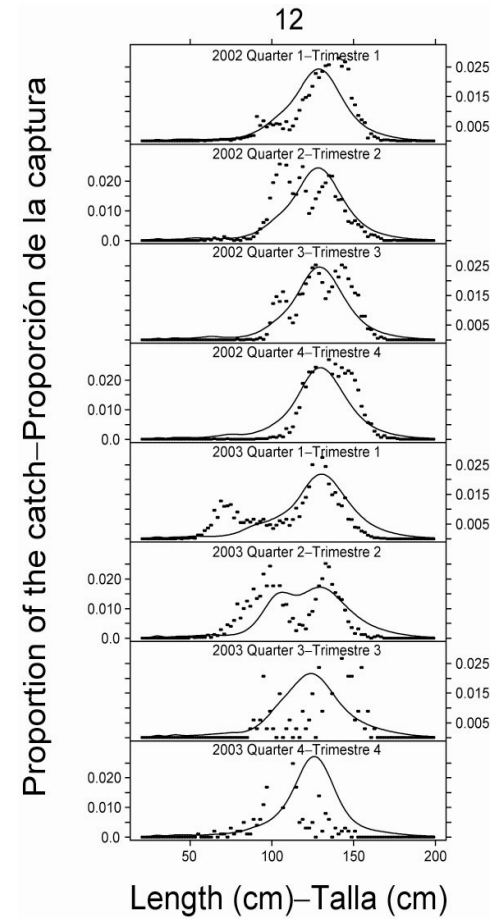 12
Proportion of the catch–Proporción de la captura
2002 Quarter 1–Trimestre 1
0.025
0.015
0.005
2002 Quarter 2–Trimestre 2
0.020
0.010
0.0
2002 Quarter 3–Trimestre 3
0.025
0.015
0.005
2002 Quarter 4–Trimestre 4
0.020
0.010
0.0
2003 Quarter 1–Trimestre 1
0.025
0.015
0.005
2003 Quarter 2–Trimestre 2
0.020
0.010
0.0
2003 Quarter 3–Trimestre 3
0.025
0.015
0.005
2003 Quarter 4–Trimestre 4
0.020
0.010
0.0
50 100 150 200
Length (cm)–Talla (cm)